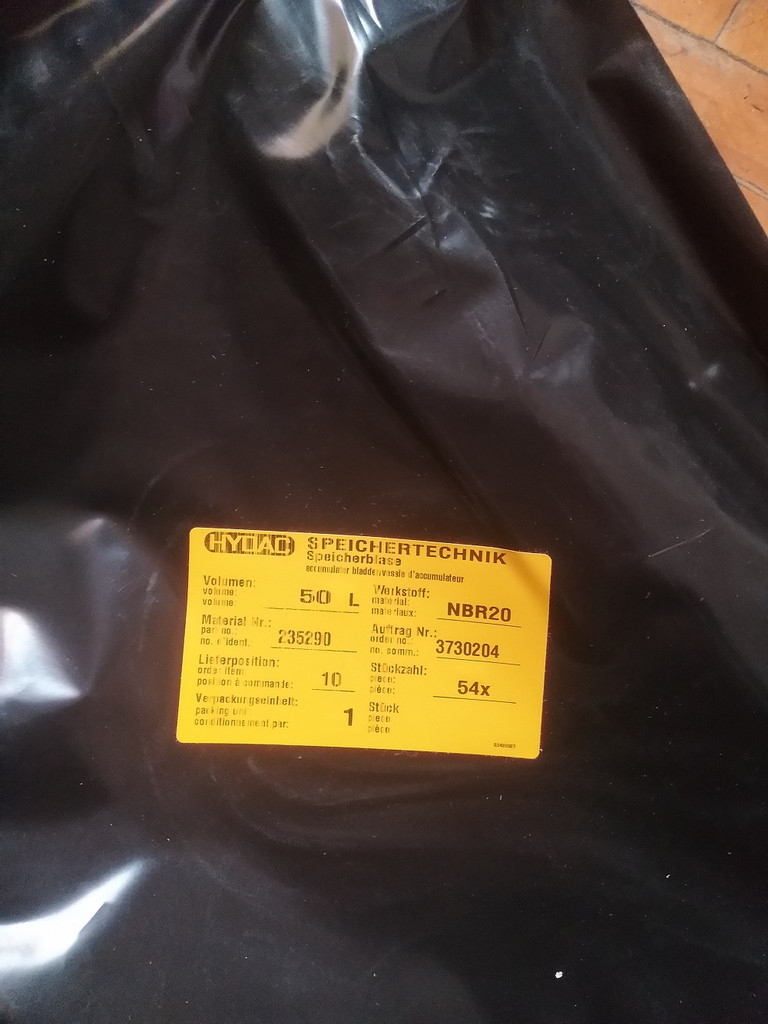 HYDAC SPEICHERTECHNIK
Speicherblase
accumulator bladder/vessie d'accumulateur
Volumen:
volume:
volume:
50 L
Werkstoff:
material:
materiaux:
NBR20
Material Nr.:
part no.:
no. d'ident.
235290
Auftrag Nr.:
order no.:
no. comm.:
3730204
Lieferposition:
order item:
position à commande:
10
Stückzahl:
piece:
pièce:
54x
Verpackungseinheit:
packing unit
conditionnement par:
1
Stück
piece
pièce